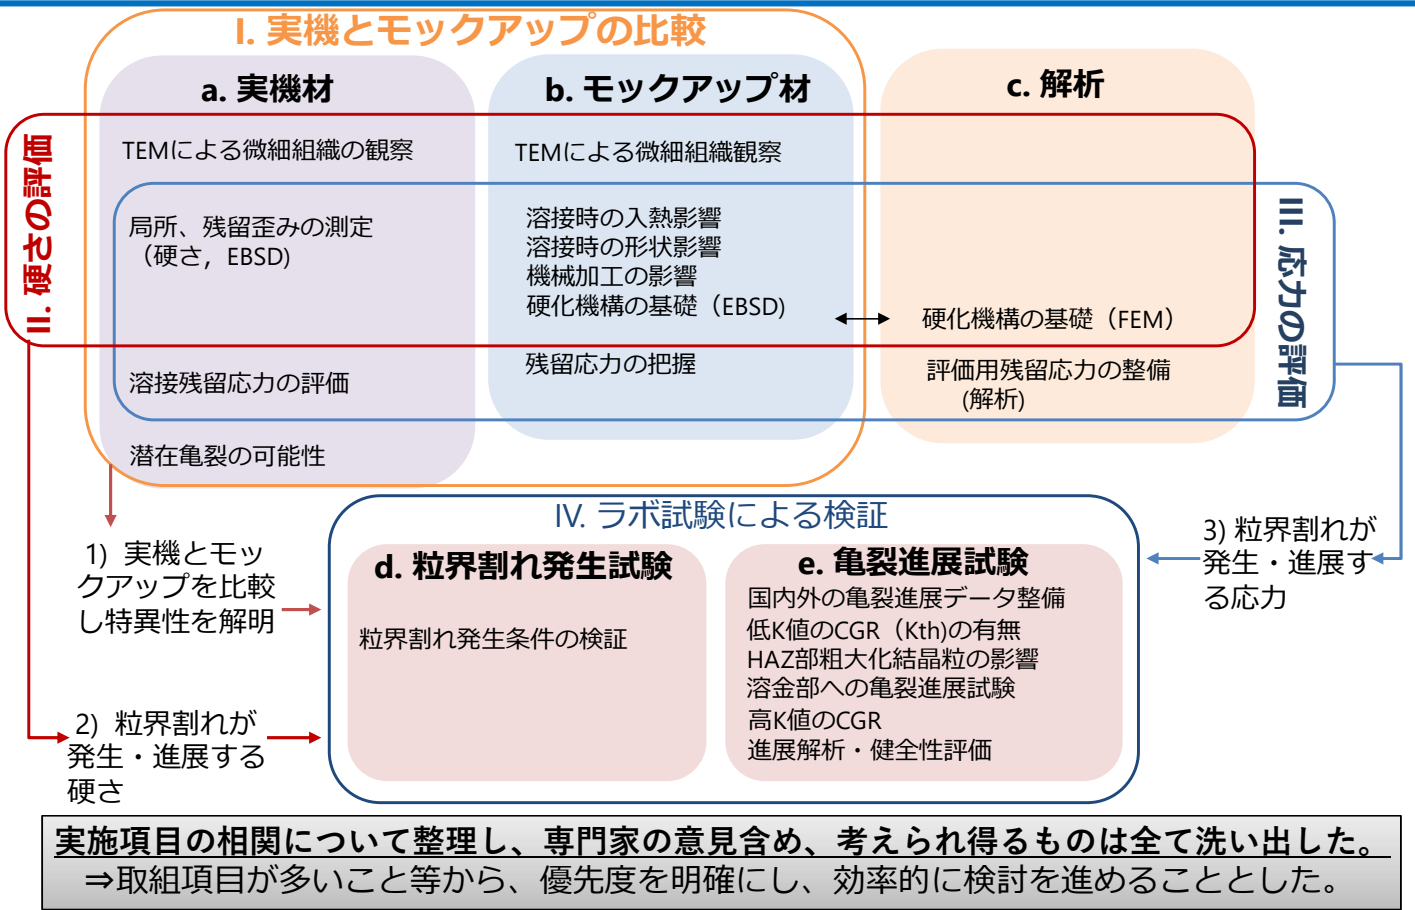 I. 実機とモックアップの比較
a. 実機材
b. モックアップ材
c. 解析
II. 硬さの評価
TEMによる微細組織の観察
局所、残留歪みの測定
（硬さ，EBSD)
溶接残留応力の評価
潜在亀裂の可能性
TEMによる微細組織観察
溶接時の入熱影響
溶接時の形状影響
機械加工の影響
硬化機構の基礎（EBSD)
残留応力の把握
硬化機構の基礎（FEM）
評価用残留応力の整備
(解析)
III. 応力の評価
1) 実機とモッ
クアップを比較
し特異性を解明
2) 粒界割れが
発生・進展する
硬さ
IV. ラボ試験による検証
d. 粒界割れ発生試験
粒界割れ発生条件の検証
e. 亀裂進展試験
国内外の亀裂進展データ整備
低K値のCGR（Kth)の有無
HAZ部粗大化結晶粒の影響
溶金部への亀裂進展試験
高K値のCGR
進展解析・健全性評価
3) 粒界割れが
発生・進展す
る応力
実施項目の相関について整理し、専門家の意見含め、考えられ得るものは全て洗い出した。
⇒取組項目が多いこと等から、優先度を明確にし、効率的に検討を進めることとした。